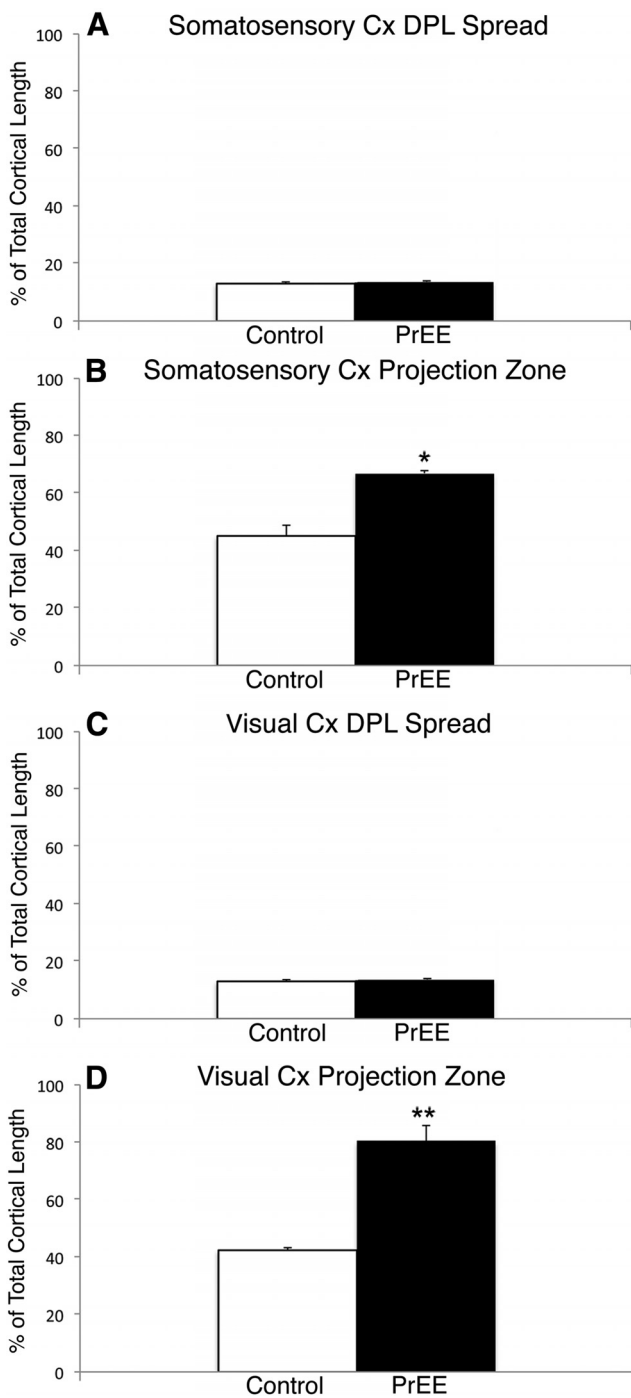 A Somatosensory Cx DPL Spread
% of Total Cortical Length
100
80
60
40
20
0
Control PrEE
B Somatosensory Cx Projection Zone
% of Total Cortical Length
100
80
*
60
40
20
0
Control PrEE
C Visual Cx DPL Spread
% of Total Cortical Length
100
80
60
40
20
0
Control PrEE
D Visual Cx Projection Zone
% of Total Cortical Length
100
**
80
60
40
20
0
Control PrEE